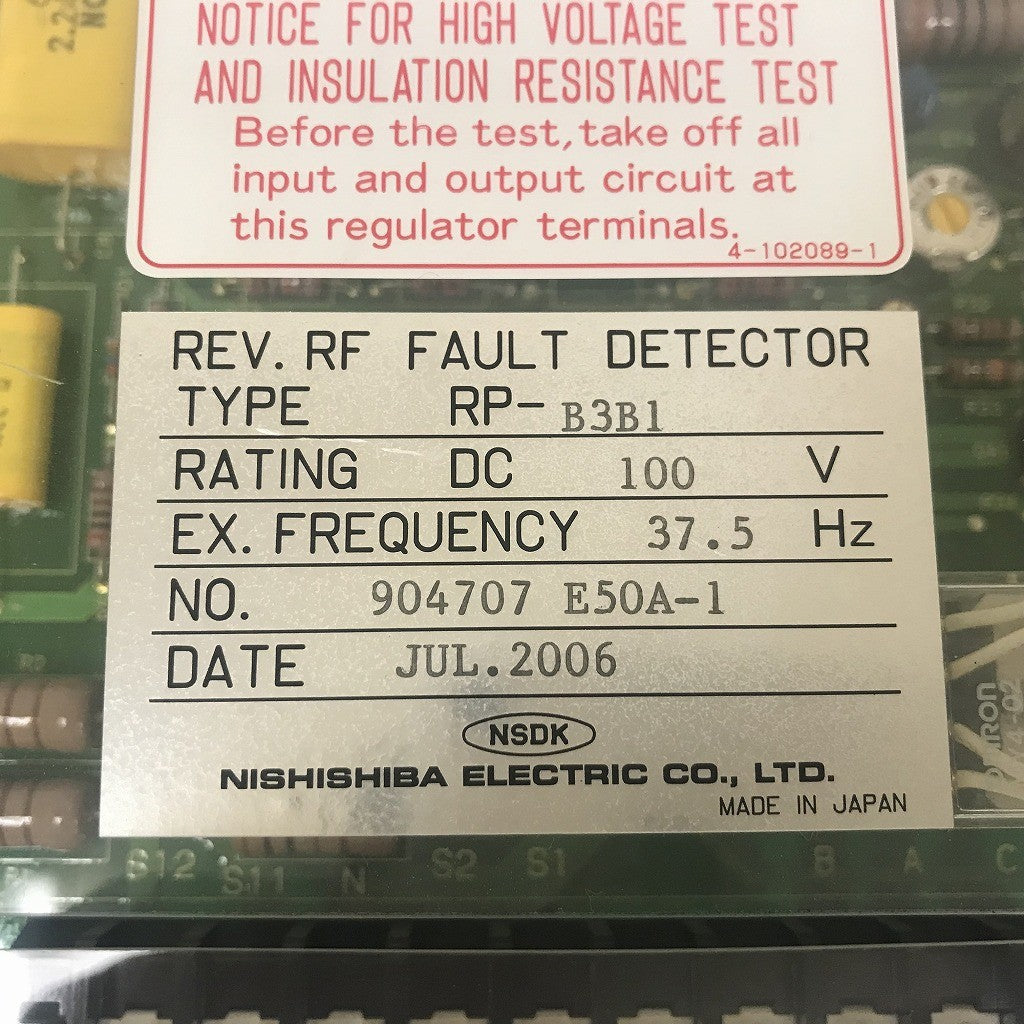 2.2
NOTICE FOR HIGH VOLTAGE TEST
AND INSULATION RESISTANCE TEST
Before the test, take off all
input and output circuit at
this regulator terminals.
4-102089-1
REV. RF FAULT DETECTOR
TYPE RP- B3B1
RATING DC 100 V
EX. FREQUENCY 37.5 Hz
NO. 904707 E50A-1
DATE JUL.2006
NSDK
NISHISHIBA ELECTRIC CO., LTD.
MADE IN JAPAN
S12 S11 N S2 S1 B A C